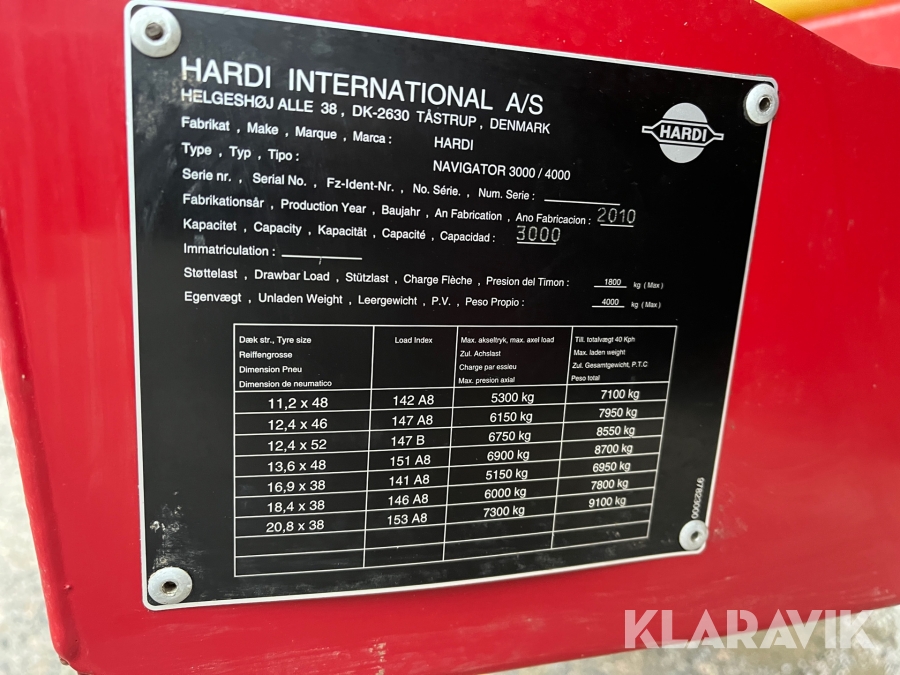 HARDI INTERNATIONAL A/S
HELGESHØJ ALLE 38, DK-2630 TÅSTRUP, DENMARK
HARDI
Fabrikat, Make, Marque, Marca: HARDI
Type, Typ, Tipo: NAVIGATOR 3000 / 4000
Serie nr., Serial No., Fz-Ident-Nr., No. Série., Num. Serie:
Fabrikationsår, Production Year, Baujahr, An Fabrication, Ano Fabricacion: 2010
Kapacitet, Capacity, Kapacität, Capacité, Capacidad: 3000
Immatriculation:
Støttelast, Drawbar Load, Stützlast, Charge Flèche, Presion del Timon: 1800 kg (Max)
Egenvægt, Unladen Weight, Leergewicht, P.V., Peso Propio: 4000 kg (Max)
Dæk str., Tyre size Load Index Max. akseltryk, max. axel load Till. totalvægt 40 Kph
Reiffengrosse Zul. Achslast Max. laden weight
Dimension Pneu Charge par essieu Zul. Gesamtgewicht, P.T.C
Dimension de neumatico Max. presion axial Peso total
11,2 x 48 142 A8 5300 kg 7100 kg
12,4 x 46 147 A8 6150 kg 7950 kg
12,4 x 52 147 B 6750 kg 8550 kg
13,6 x 48 151 A8 6900 kg 8700 kg
16,9 x 38 141 A8 5150 kg 6950 kg
18,4 x 38 146 A8 6000 kg 7800 kg
20,8 x 38 153 A8 7300 kg 9100 kg
97823000
KLARAVIK